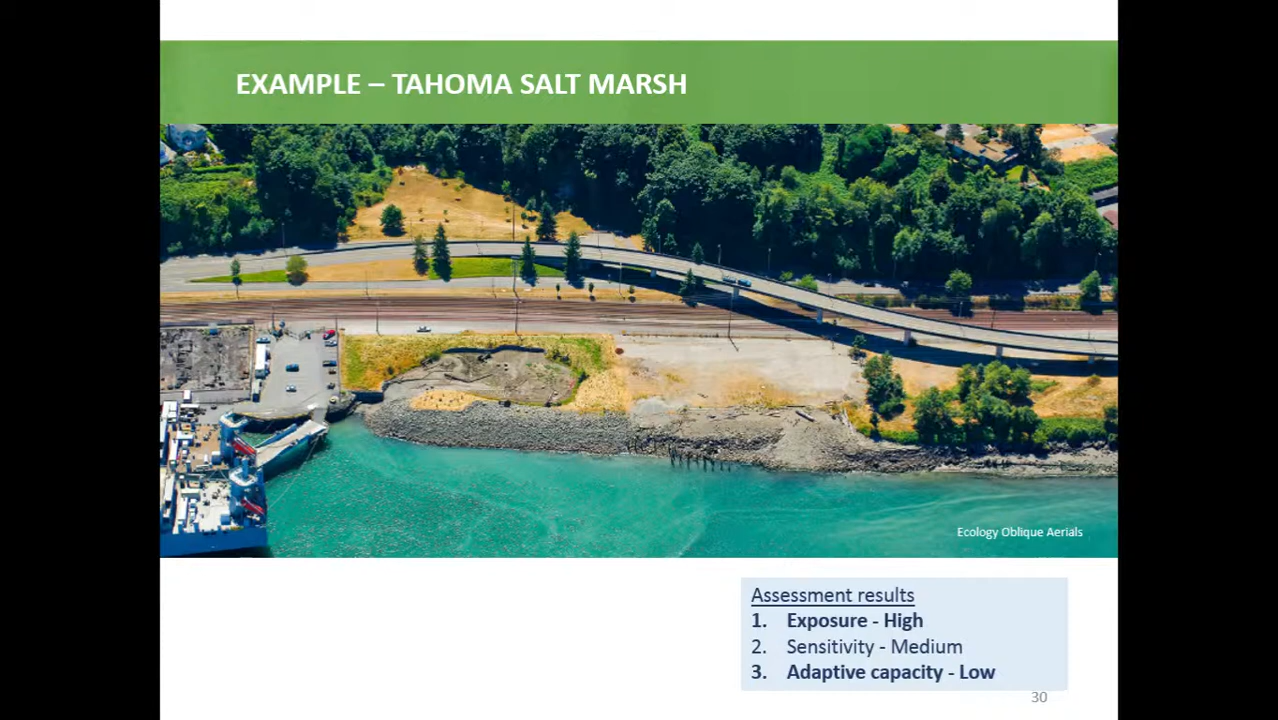 EXAMPLE – TAHOMA SALT MARSH
Ecology Oblique Aerials
Assessment results
1. Exposure - High
2. Sensitivity - Medium
3. Adaptive capacity - Low
30